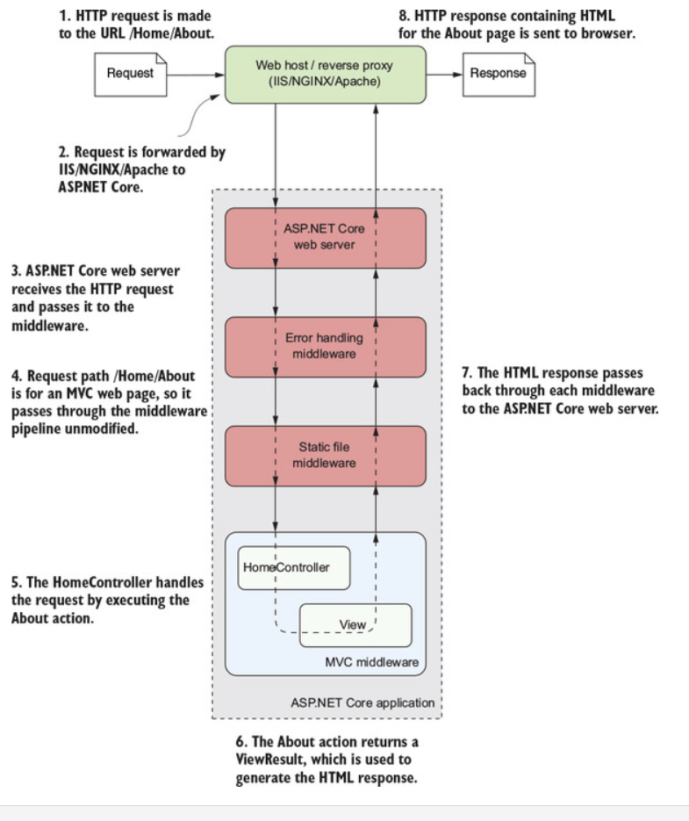 1. HTTP request is made
to the URL /Home/About.
8. HTTP response containing HTML
for the About page is sent to browser.
Request
Web host / reverse proxy
(IIS/NGINX/Apache)
Response
2. Request is forwarded by
IIS/NGINX/Apache to
ASP.NET Core.
ASP.NET Core
web server
3. ASP.NET Core web server
receives the HTTP request
and passes it to the
middleware.
Error handling
middleware
4. Request path /Home/About
is for an MVC web page, so it
passes through the middleware
pipeline unmodified.
7. The HTML response passes
back through each middleware
to the ASP.NET Core web server.
Static file
middleware
HomeController
5. The HomeController handles
the request by executing the
About action.
View
MVC middleware
ASP.NET Core application
6. The About action returns a
ViewResult, which is used to
generate the HTML response.